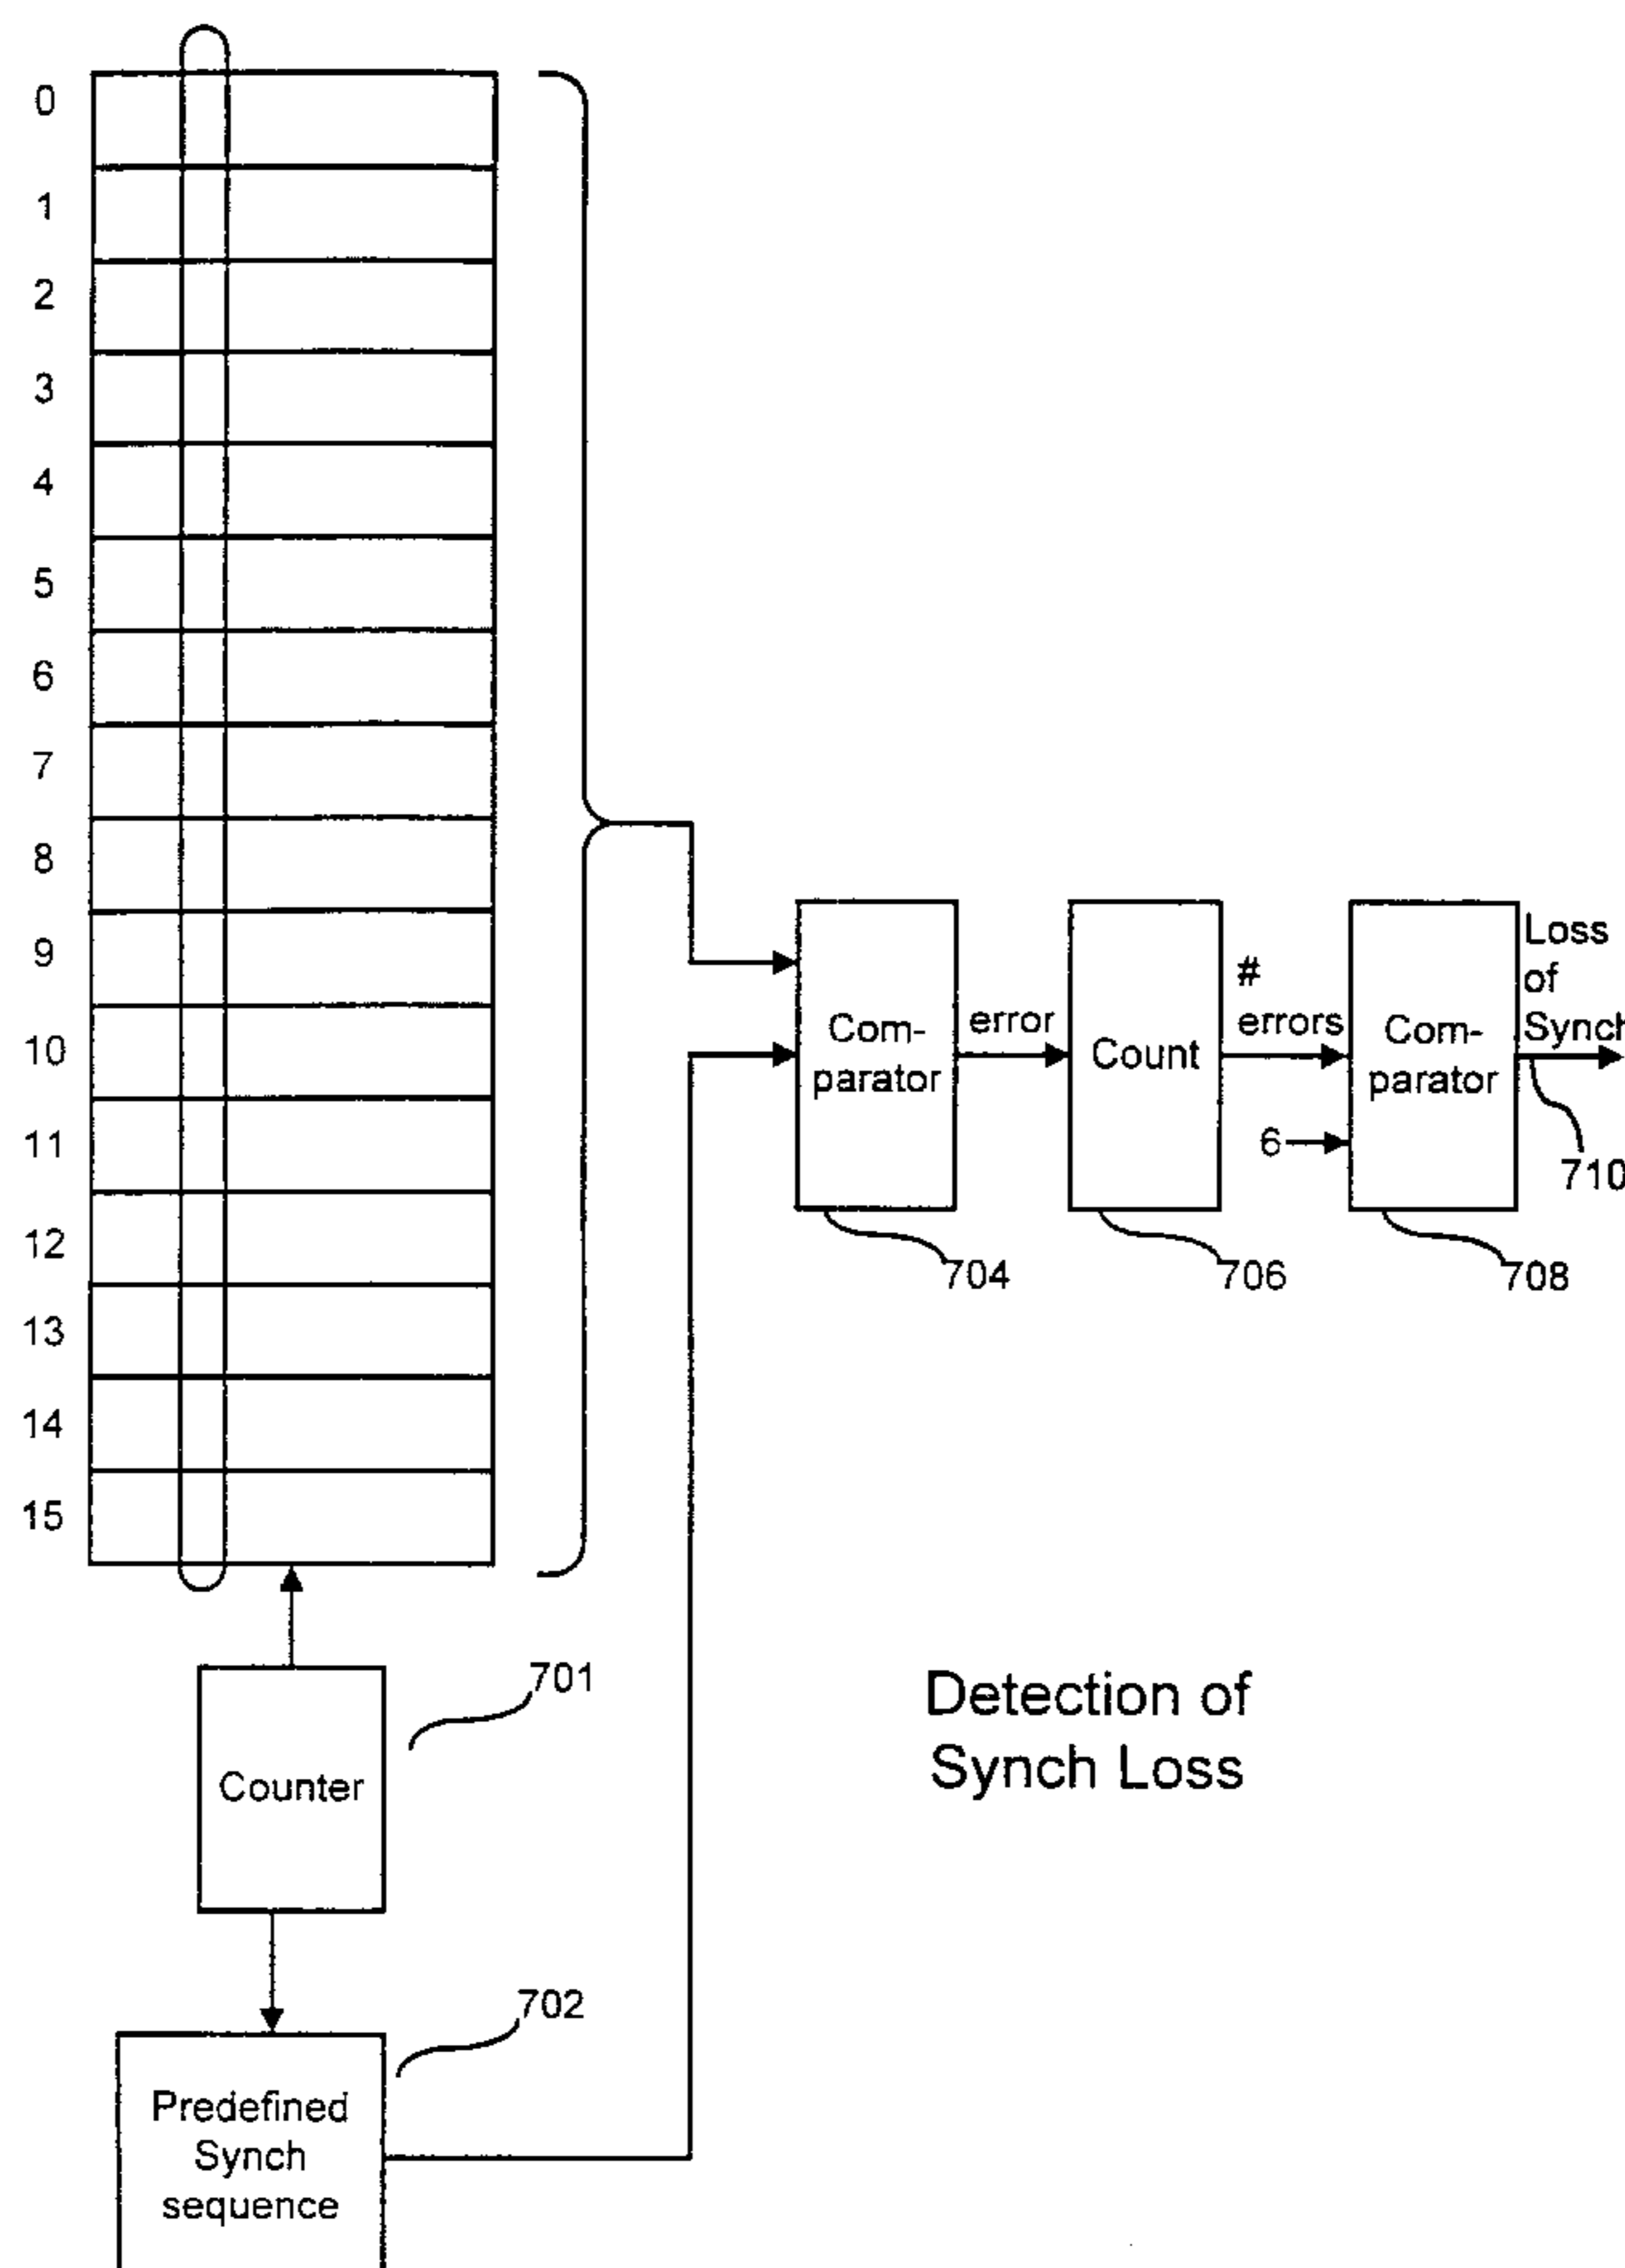 0
1
2
3
4
5
6
7
8
9
10
11
12
13
14
15
Com-
parator
704
error
Count
706
#
errors
6
Com-
parator
708
Loss
of
Synch
710
Counter
701
Predefined
Synch
sequence
702
Detection of
Synch Loss